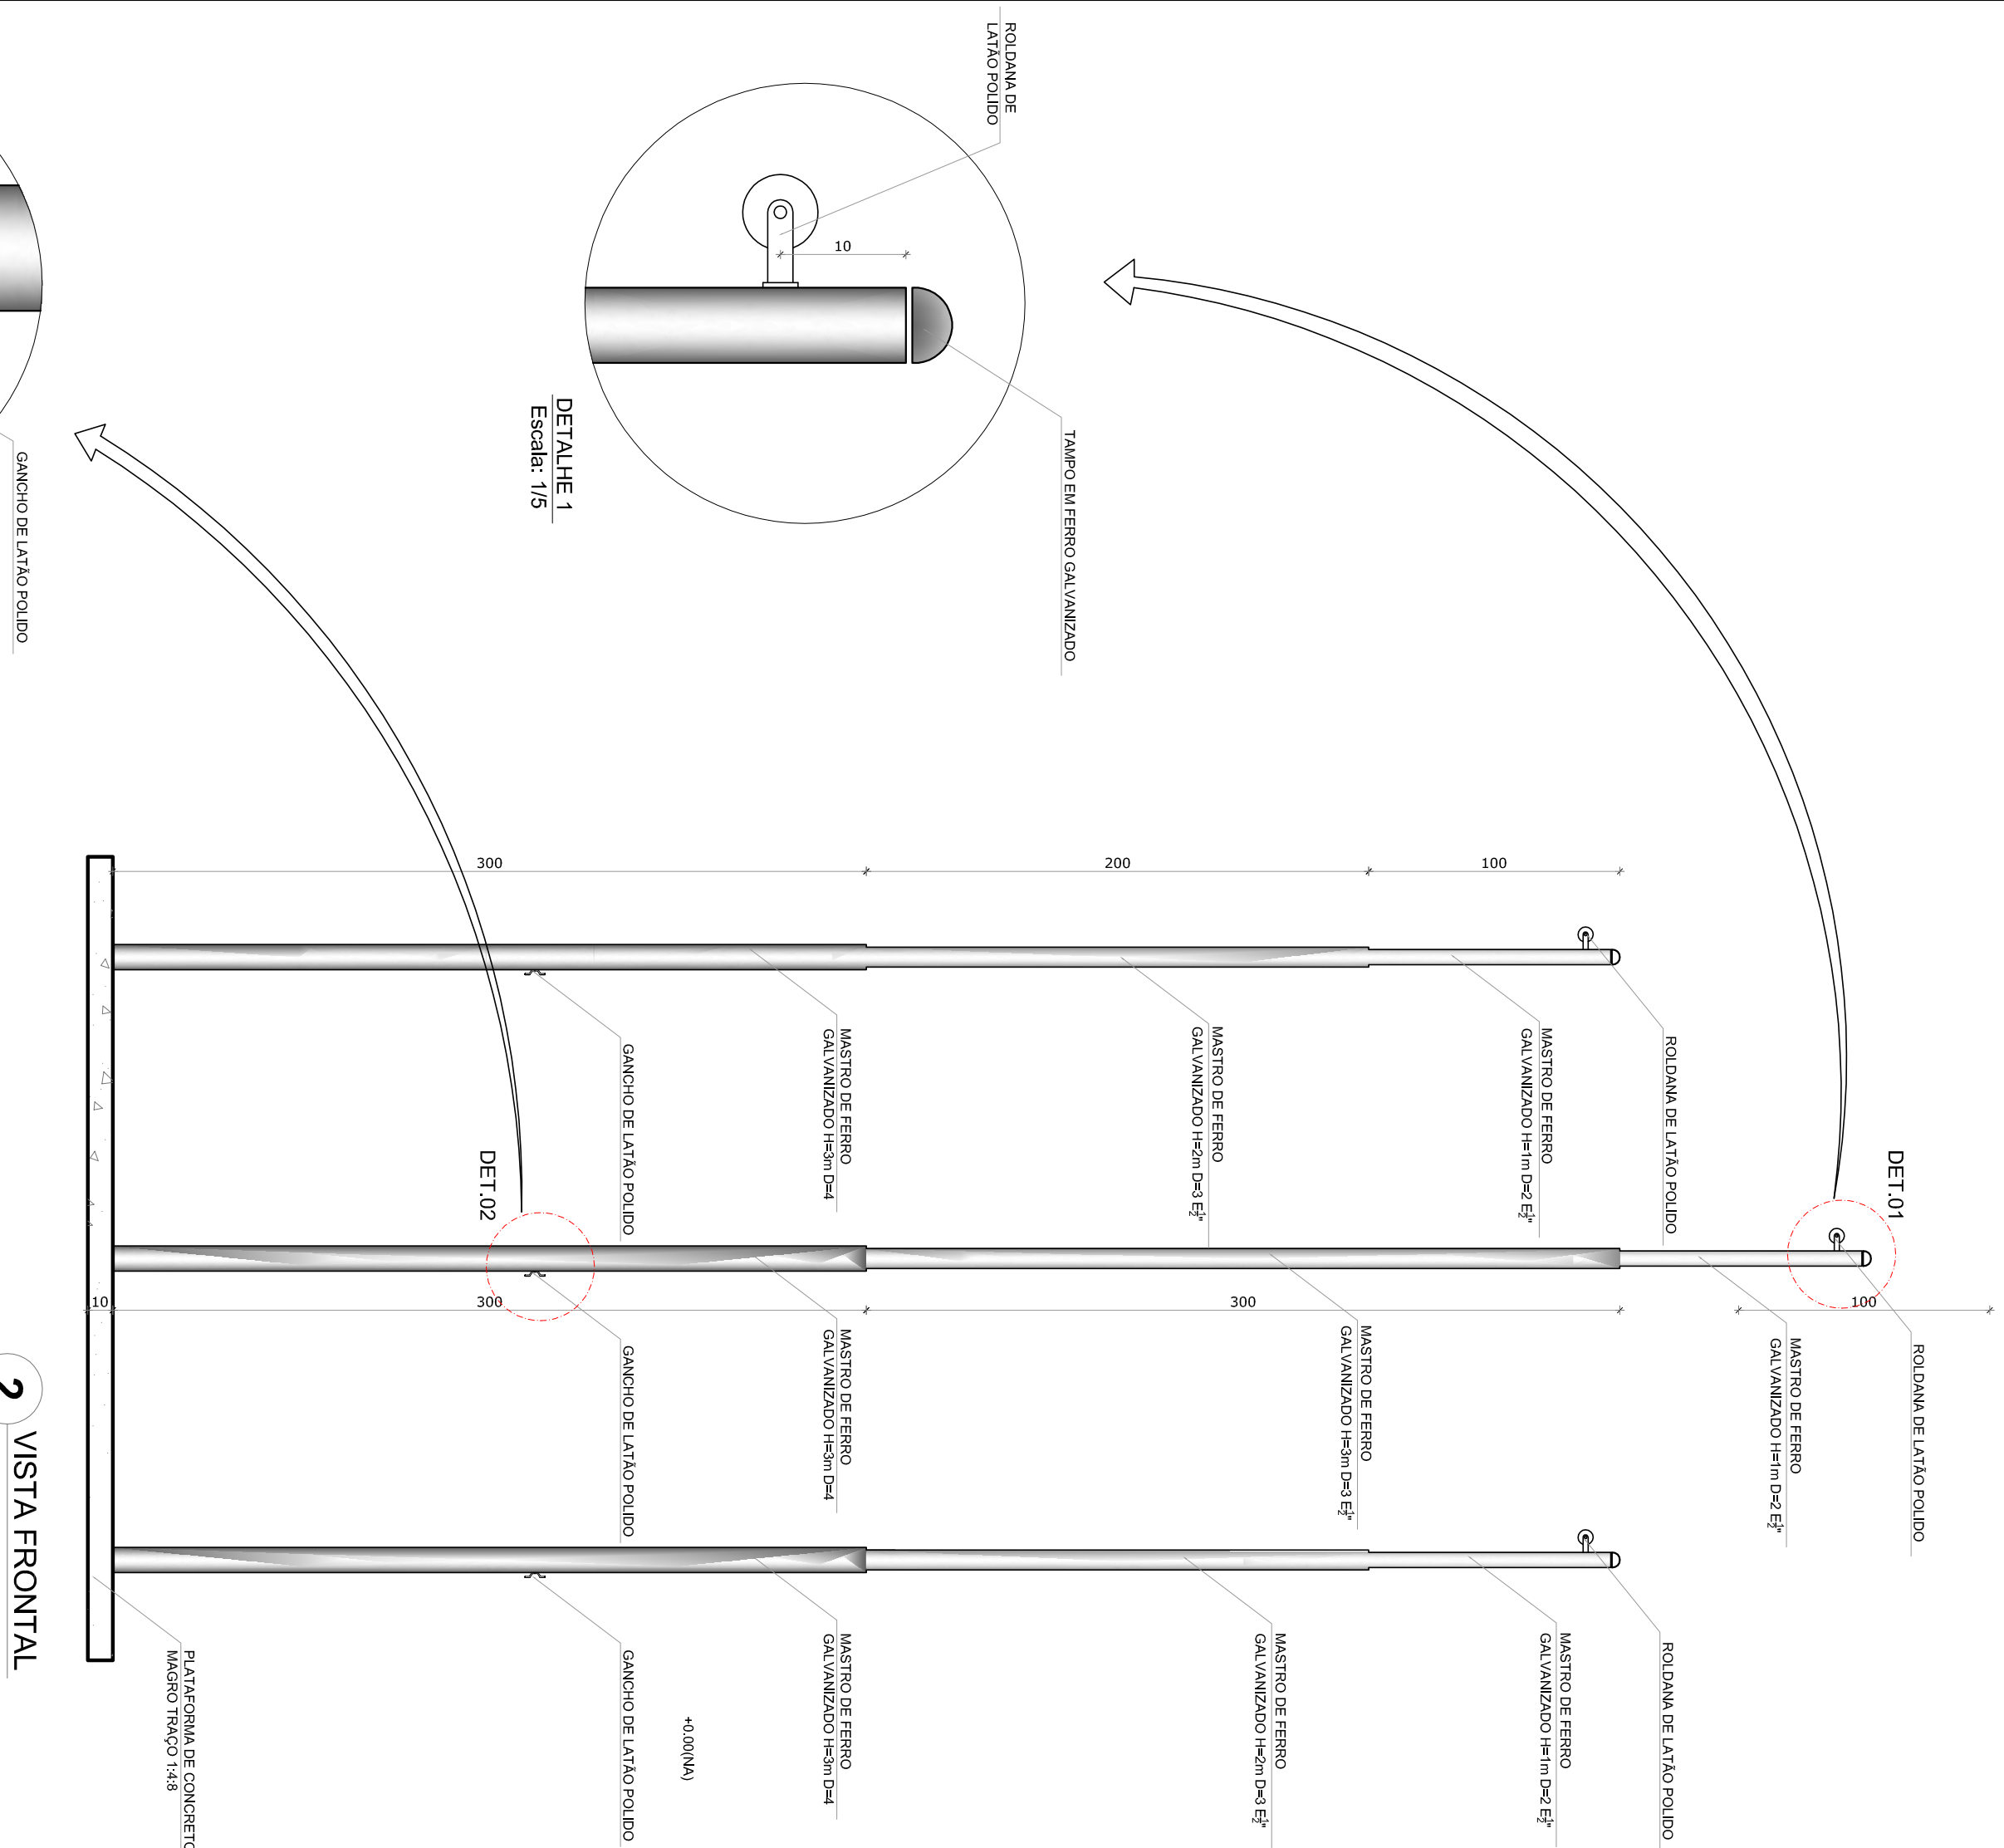 ROLDANA DE
LATÃO POLIDO
10
TAMPO EM FERRO GALVANIZADO
DETALHE 1
Escala: 1/5
GANCHO DE LATÃO POLIDO
300
200
100
ROLDANA DE LATÃO POLIDO
MASTRO DE FERRO
GALVANIZADO H=1m D=2 E½"
MASTRO DE FERRO
GALVANIZADO H=2m D=3 E½"
MASTRO DE FERRO
GALVANIZADO H=3m D=4
GANCHO DE LATÃO POLIDO
DET.01
DET.02
10
300
300
100
ROLDANA DE LATÃO POLIDO
MASTRO DE FERRO
GALVANIZADO H=1m D=2 E½"
MASTRO DE FERRO
GALVANIZADO H=3m D=3 E½"
MASTRO DE FERRO
GALVANIZADO H=3m D=4
GANCHO DE LATÃO POLIDO
ROLDANA DE LATÃO POLIDO
MASTRO DE FERRO
GALVANIZADO H=1m D=2 E½"
MASTRO DE FERRO
GALVANIZADO H=2m D=3 E½"
MASTRO DE FERRO
GALVANIZADO H=3m D=4
+0.00(NA)
GANCHO DE LATÃO POLIDO
PLATAFORMA DE CONCRETO
MAGRO TRAÇO 1:4:8
2
VISTA FRONTAL